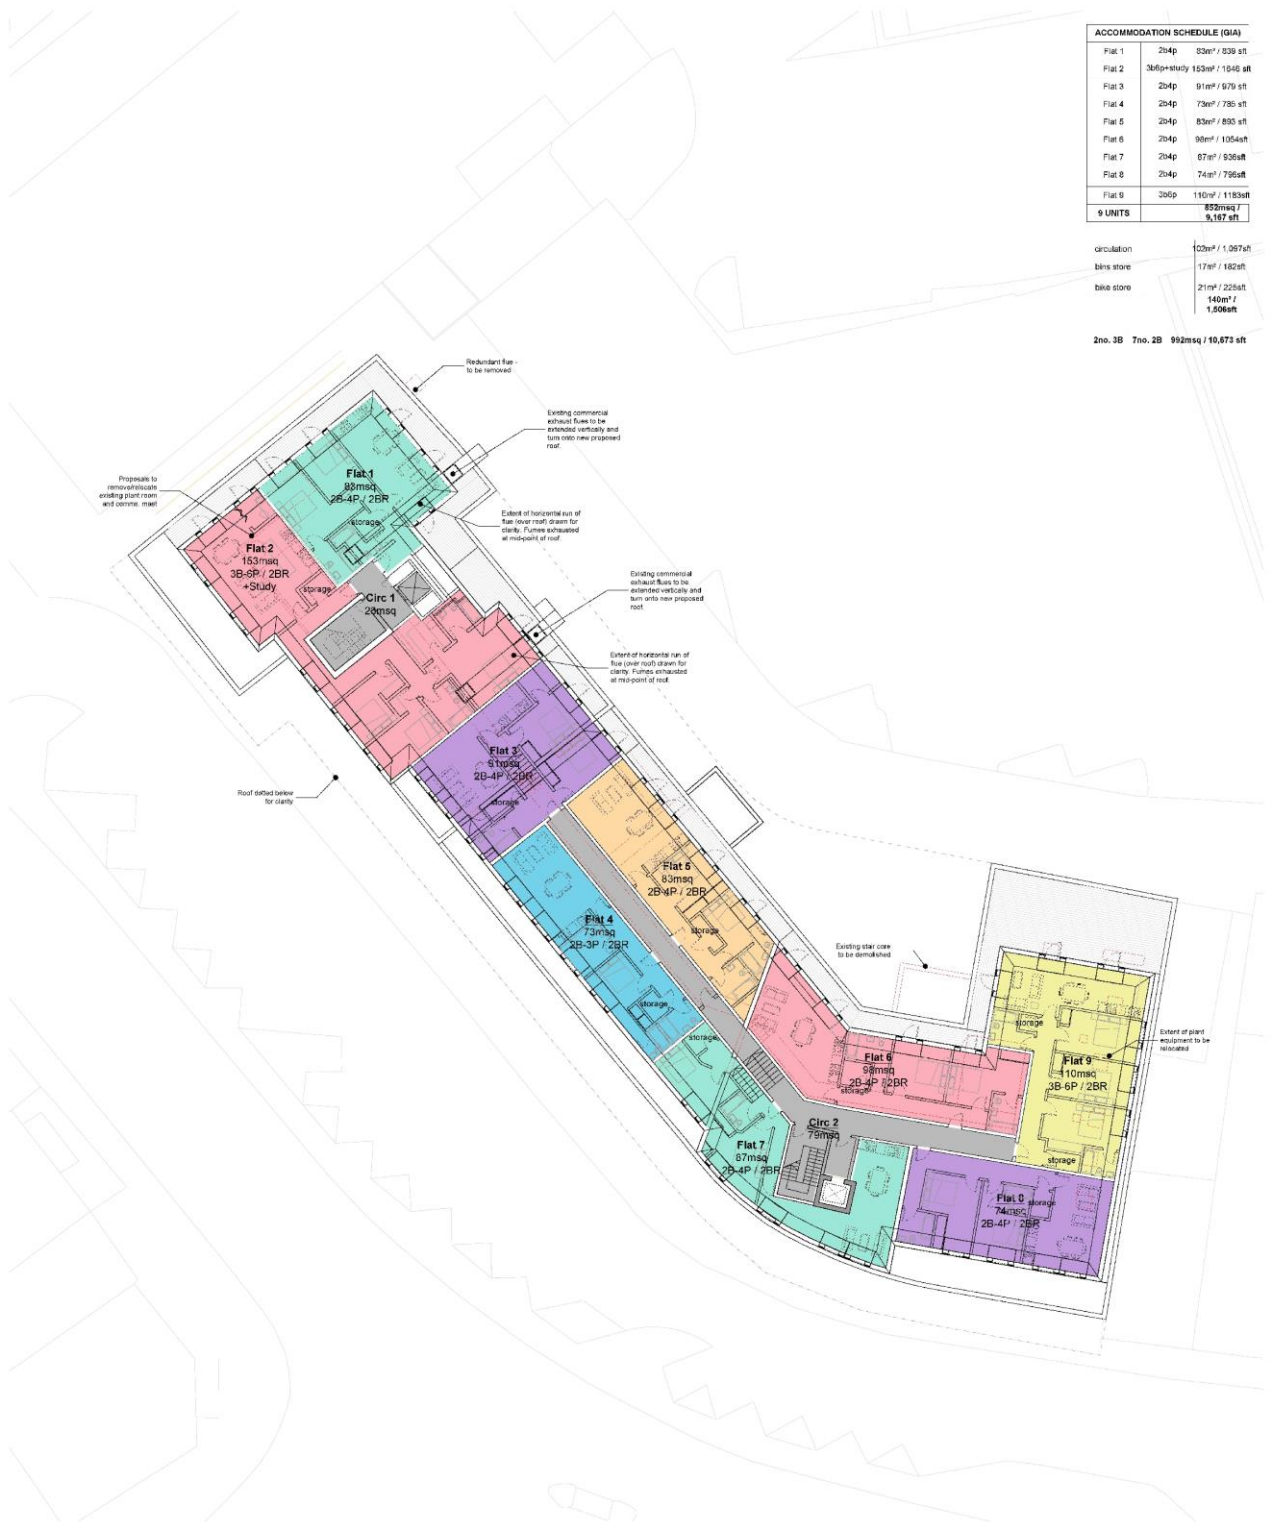 ACCOMMODATION SCHEDULE (GIA)
Flat 1 2b4p 83m² / 839 sft
Flat 2 3b6p+study 153m² / 1646 sft
Flat 3 2b4p 91m² / 979 sft
Flat 4 2b4p 73m² / 785 sft
Flat 5 2b4p 83m² / 893 sft
Flat 6 2b4p 98m² / 1054sft
Flat 7 2b4p 87m² / 936sft
Flat 8 2b4p 74m² / 796sft
Flat 9 3b6p 110m² / 1183sft
9 UNITS 852msq /
9,167 sft
circulation 102m² / 1,097sft
bins store 17m² / 182sft
bike store 21m² / 226sft
140m² /
1,506sft
2no. 3B 7no. 2B 992msq / 10,673 sft
Redundant flue -
to be removed
Existing commercial
exhaust flues to be
extended vertically and
turn onto new proposed
roof.
Proposals to
remove/relocate
existing plant room
and comms. mast
Flat 1
83msq
2B-4P / 2BR
storage
Extent of horizontal run of
flue (over roof) drawn for
clarity. Fumes exhausted
at mid-point of roof.
Flat 2
153msq
3B-6P / 2BR
+Study
storage
Circ 1
23msq
Existing commercial
exhaust flues to be
extended vertically and
turn onto new proposed
roof.
Extent of horizontal run of
flue (over roof) drawn for
clarity. Fumes exhausted
at mid-point of roof.
Flat 3
91msq
2B-4P / 2BR
storage
Roof dotted below
for clarity
Flat 5
83msq
2B-4P / 2BR
storage
Flat 4
73msq
2B-3P / 2BR
storage
Existing stair core
to be demolished
storage
storage
Extent of plant
equipment to be
relocated
Flat 6
98msq
2B-4P / 2BR
storage
Flat 9
110msq
3B-6P / 2BR
storage
Circ 2
79msq
Flat 7
87msq
2B-4P / 2BR
Flat 8
74msq
2B-4P / 2BR
storage